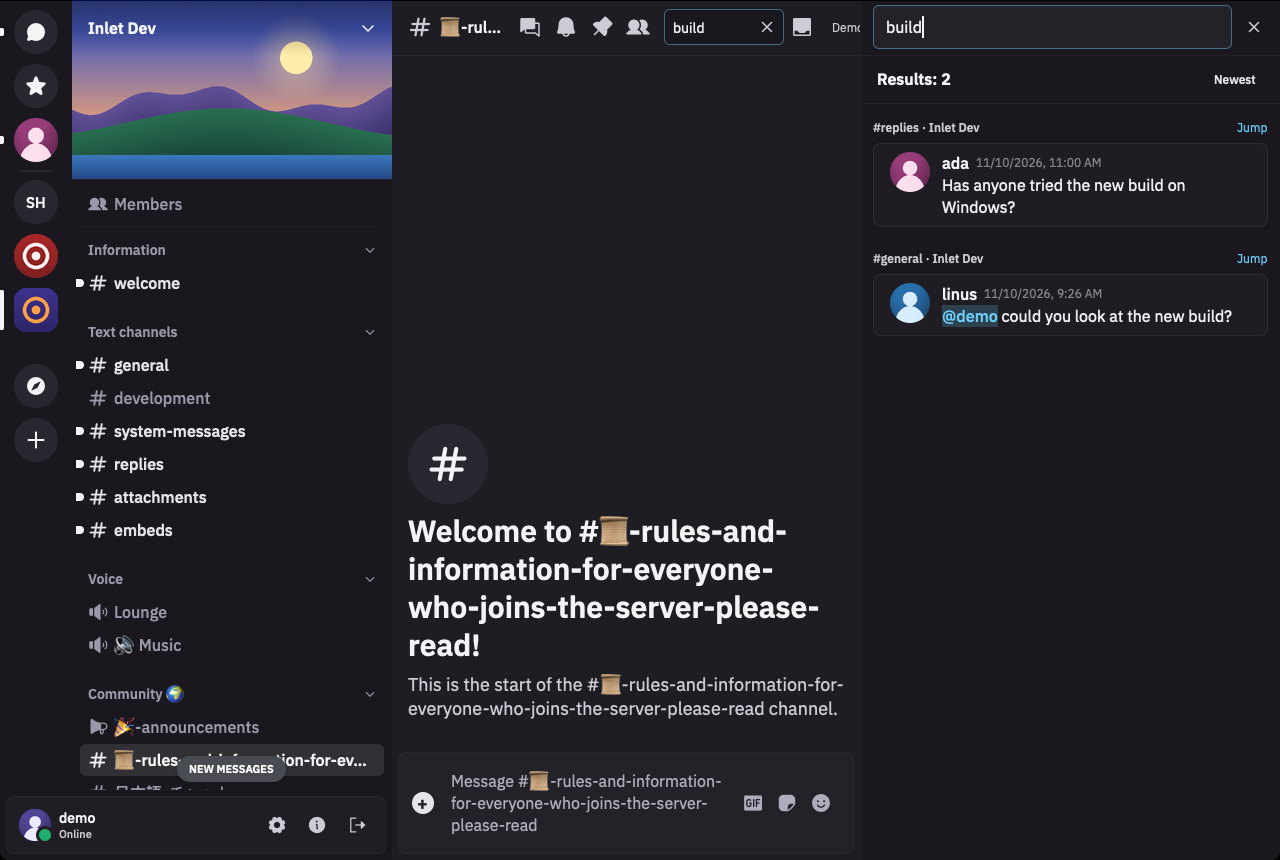 Inlet Dev
SH
Members
Information
welcome
Text channels
general
development
system-messages
replies
attachments
embeds
Voice
Lounge
🔊 Music
Community 🌍
🎉-announcements
NEW MESSAGES
demo
Online
# 📜-rul...
build
Demo
Welcome to #📜-rules-and-
information-for-everyone-
who-joins-the-server-please-
read!
This is the start of the #📜-rules-and-information-for-
everyone-who-joins-the-server-please-read channel.
Message #📜-rules-and-information-
for-everyone-who-joins-the-server-
please-read
GIF
build
Results: 2
Newest
#replies · Inlet Dev
Jump
ada 11/10/2026, 11:00 AM
Has anyone tried the new build on
Windows?
#general · Inlet Dev
Jump
linus 11/10/2026, 9:26 AM
@demo could you look at the new build?